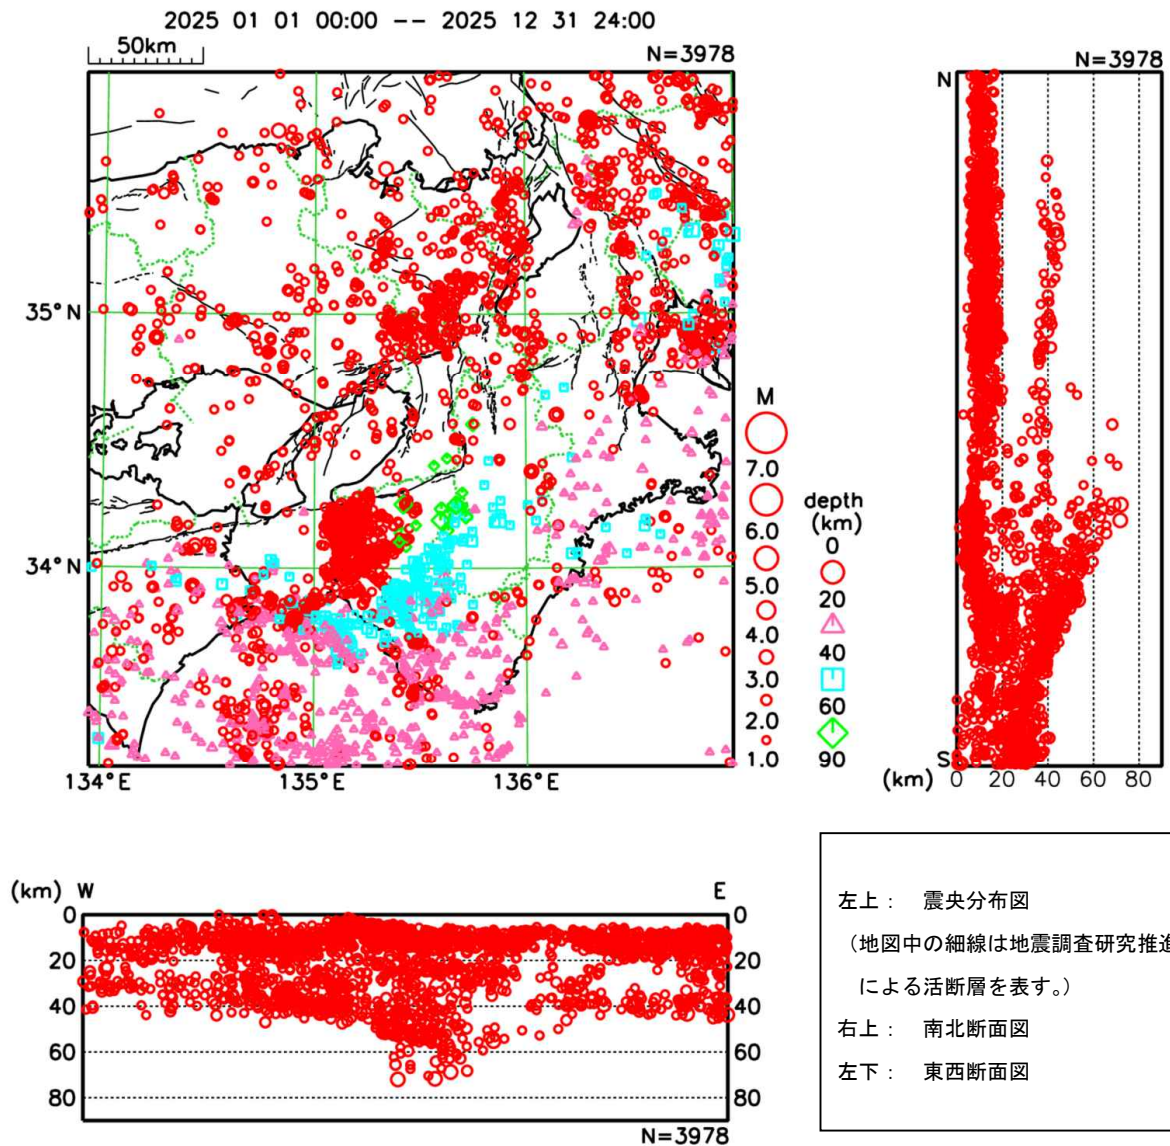 2025 01 01 00:00 -- 2025 12 31 24:00
50km
N=3978
35°N
34°N
134°E
135°E
136°E
M
7.0
6.0
5.0
4.0
3.0
2.0
1.0
depth
(km)
0
20
40
60
90
N=3978
N
S
(km)
0 20 40 60 80
(km) W E
0 0
20 20
40 40
60 60
80 80
N=3978
左上： 震央分布図
（地図中の細線は地震調査研究推進
による活断層を表す。）
右上： 南北断面図
左下： 東西断面図